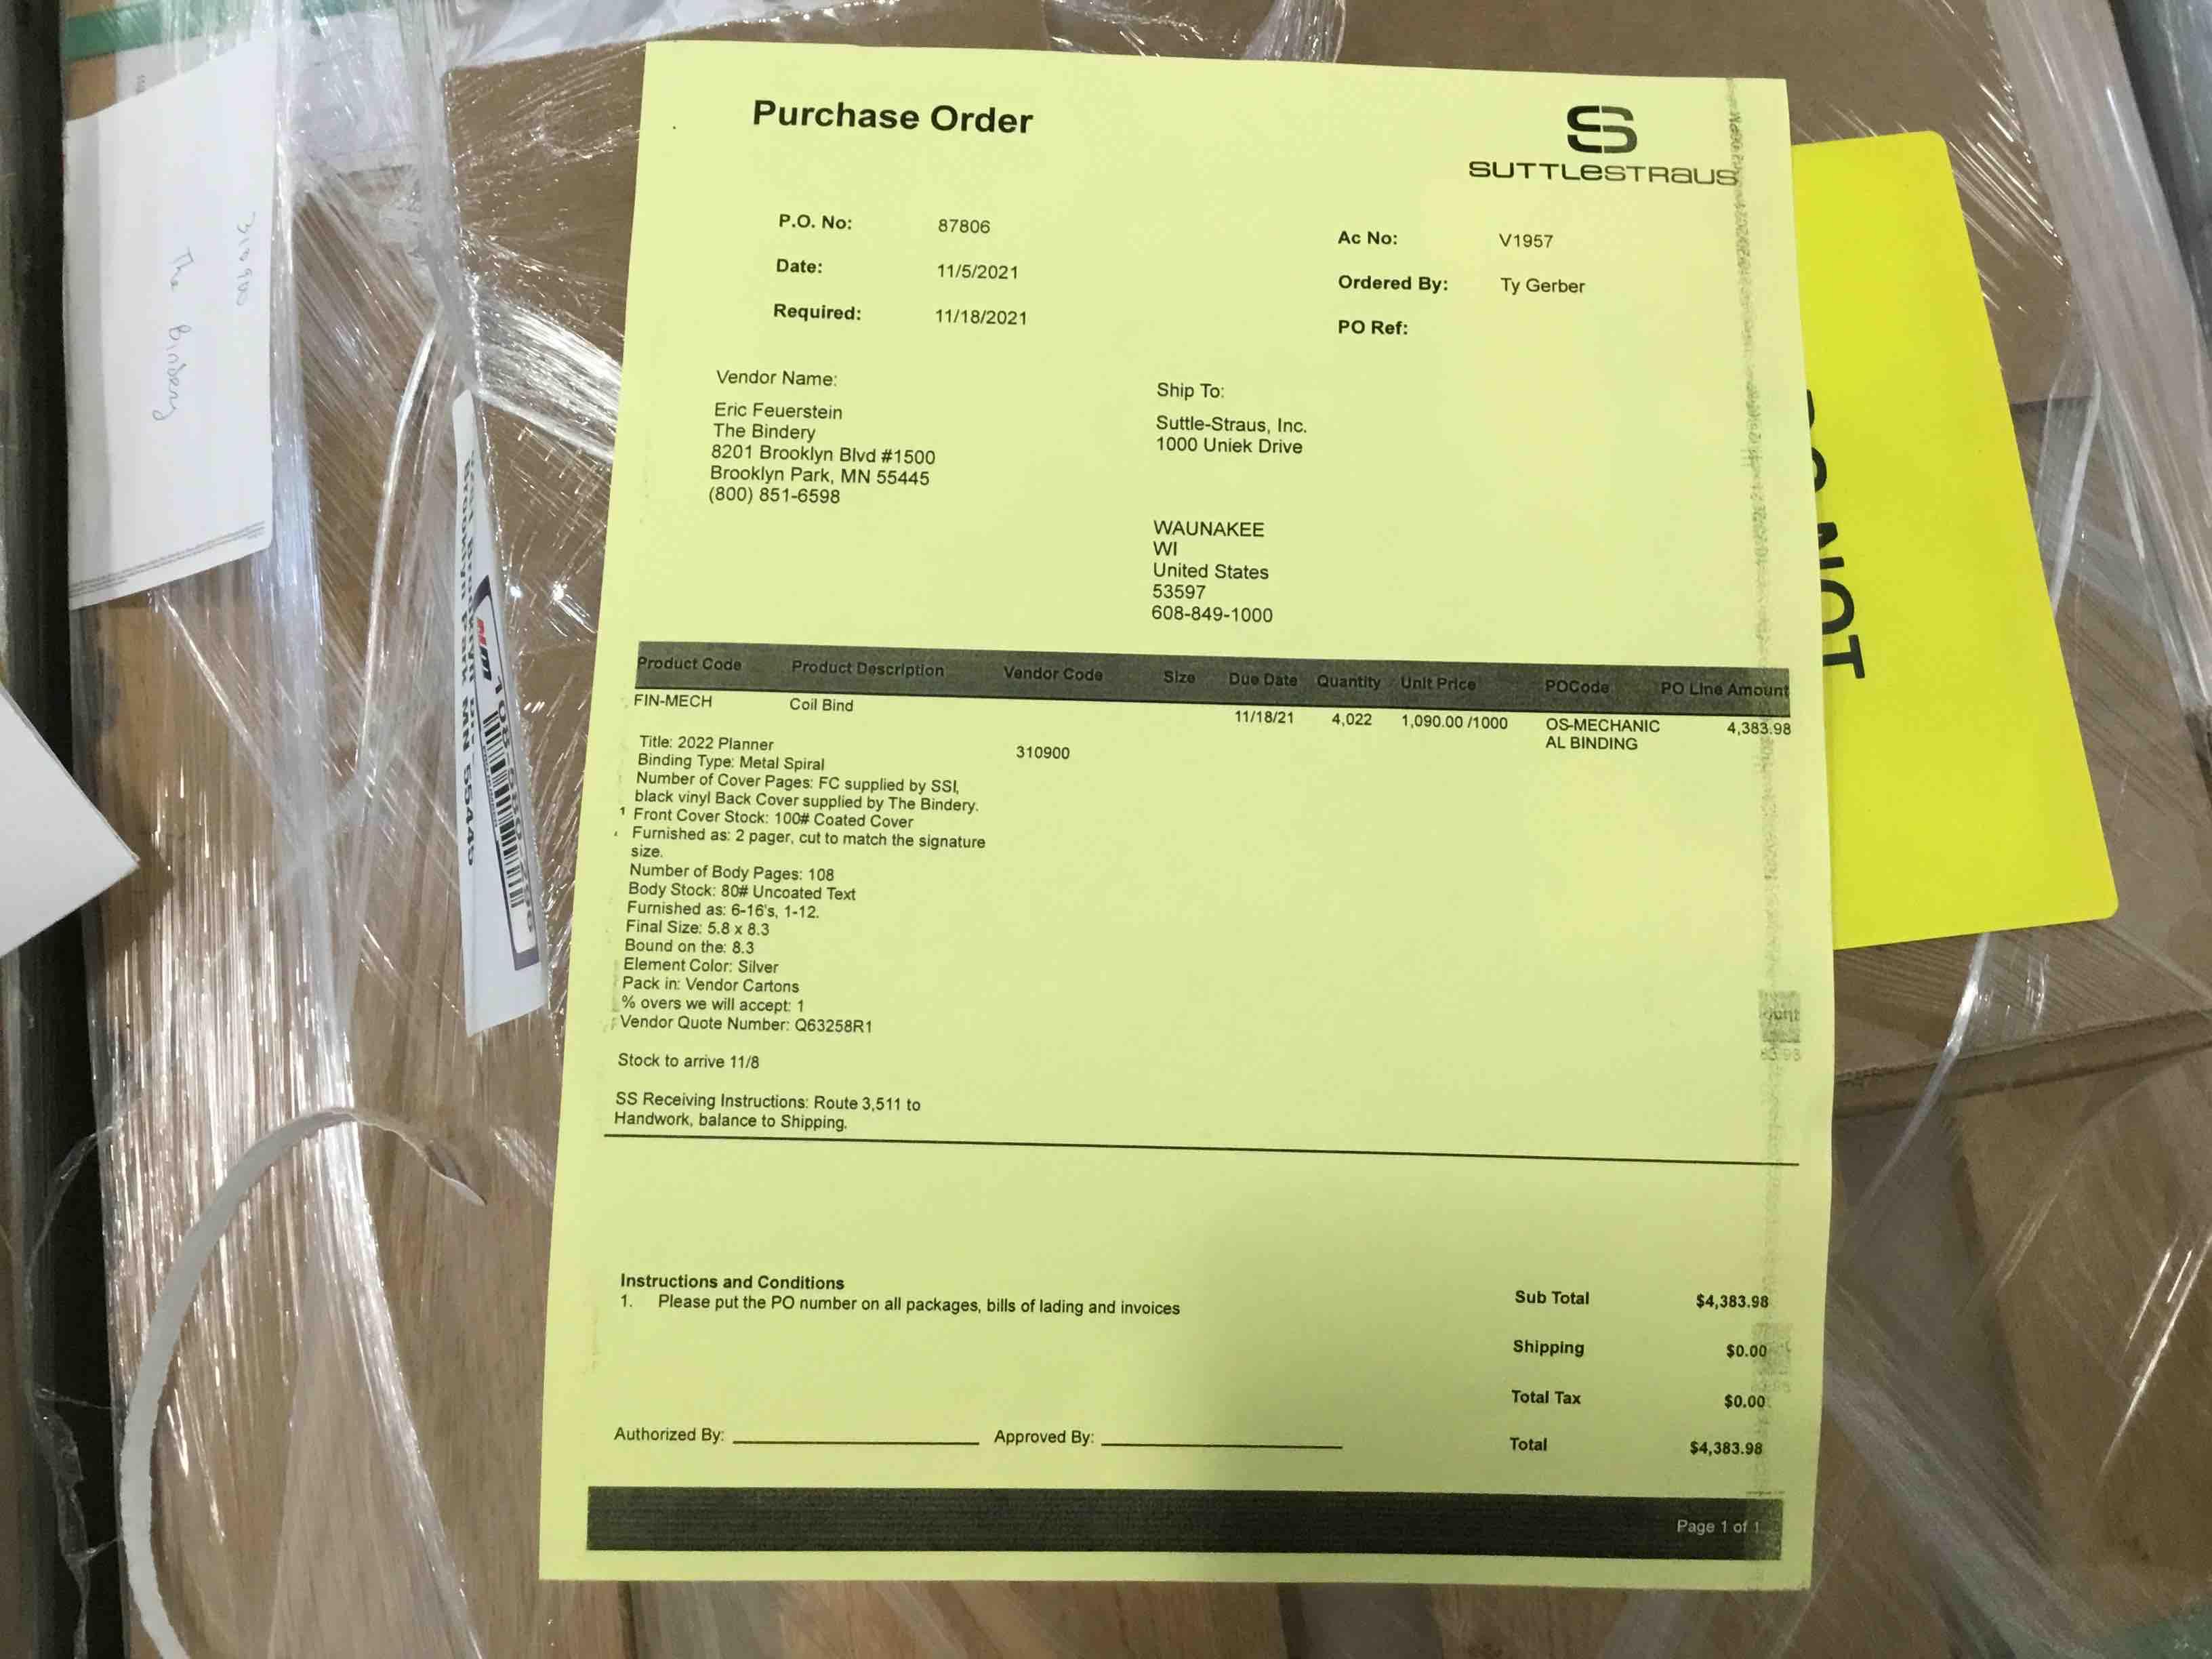 Purchase Order
SUTTLESTRAUS
P.O. No: 87806
Date: 11/5/2021
Required: 11/18/2021
Ac No: V1957
Ordered By: Ty Gerber
PO Ref:
Vendor Name:
Eric Feuerstein
The Bindery
8201 Brooklyn Blvd #1500
Brooklyn Park, MN 55445
(800) 851-6598
Ship To:
Suttle-Straus, Inc.
1000 Uniek Drive
WAUNAKEE
WI
United States
53597
608-849-1000
Product Code Product Description Vendor Code Size Due Date Quantity Unit Price POCode PO Line Amount
FIN-MECH Coil Bind 11/18/21 4,022 1,090.00 /1000 OS-MECHANIC 4,383.98
AL BINDING
Title: 2022 Planner 310900
Binding Type: Metal Spiral
Number of Cover Pages: FC supplied by SSI,
black vinyl Back Cover supplied by The Bindery.
Front Cover Stock: 100# Coated Cover
Furnished as: 2 pager, cut to match the signature
size.
Number of Body Pages: 108
Body Stock: 80# Uncoated Text
Furnished as: 6-16's, 1-12.
Final Size: 5.8 x 8.3
Bound on the: 8.3
Element Color: Silver
Pack in: Vendor Cartons
% overs we will accept: 1
Vendor Quote Number: Q63258R1
Stock to arrive 11/8
SS Receiving Instructions: Route 3,511 to
Handwork, balance to Shipping.
Instructions and Conditions
1. Please put the PO number on all packages, bills of lading and invoices
Sub Total $4,383.98
Shipping $0.00
Total Tax $0.00
Total $4,383.98
Authorized By: Approved By:
Page 1 of 1
310900
The Bindery
Brooklyn Park, MN 55445
NOT